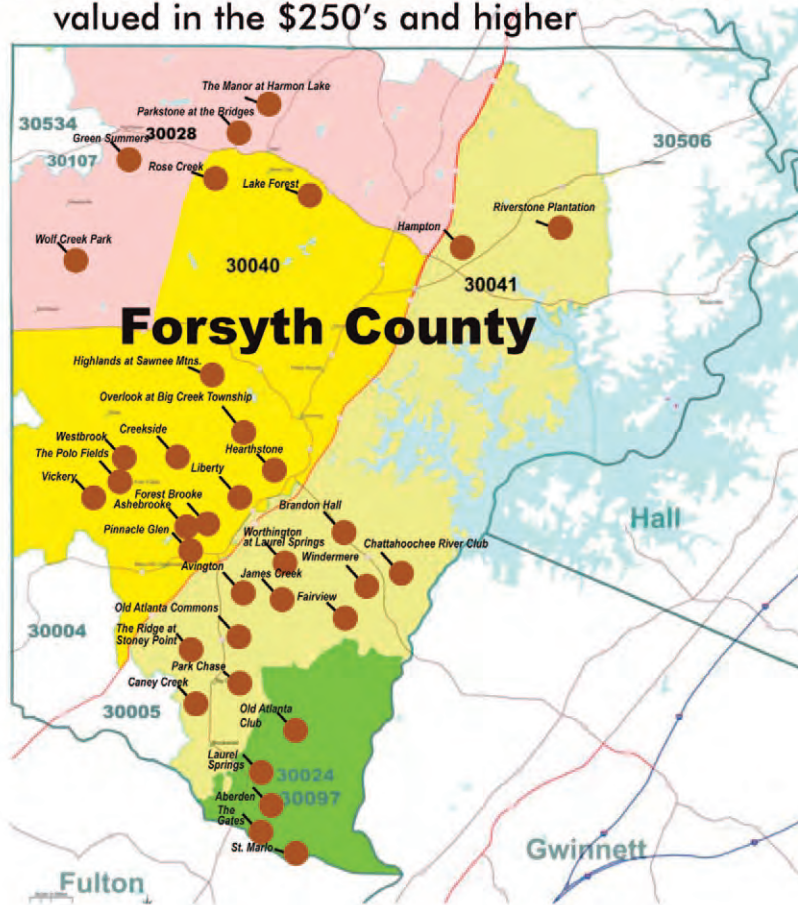 valued in the $250's and higher
The Manor at Harmon Lake
Parkstone at the Bridges
30534
30028
Green Summers
30107
30506
Rose Creek
Lake Forest
Riverstone Plantation
Hampton
Wolf Creek Park
30040
30041
Forsyth County
Highlands at Sawnee Mtns.
Overlook at Big Creek Township
Creekside
Westbrook
The Polo Fields
Hearthstone
Vickery
Liberty
Forest Brooke
Ashebrooke
Brandon Hall
Pinnacle Glen
Hall
Worthington
at Laurel Springs
Windermere
Chattahoochee River Club
Avington
James Creek
Fairview
Old Atlanta Commons
30004
The Ridge at
Stoney Point
Park Chase
Caney Creek
30005
Old Atlanta
Club
Laurel
Springs
30024
Aberden
30097
The
Gates
St. Marlo
Gwinnett
Fulton